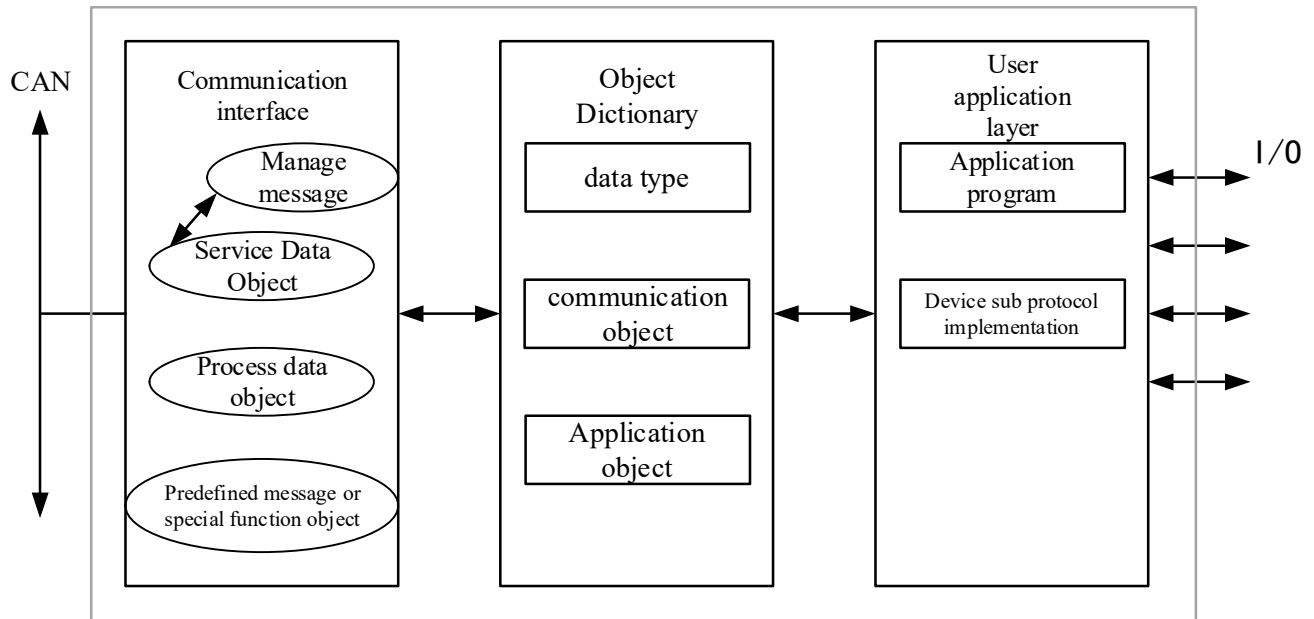 CAN
Communication
interface
Manage
message
Service Data
Object
Process data
object
Predefined message or
special function object
Object
Dictionary
data type
communication
object
Application
object
User
application
layer
Application
program
Device sub protocol
implementation
I/O